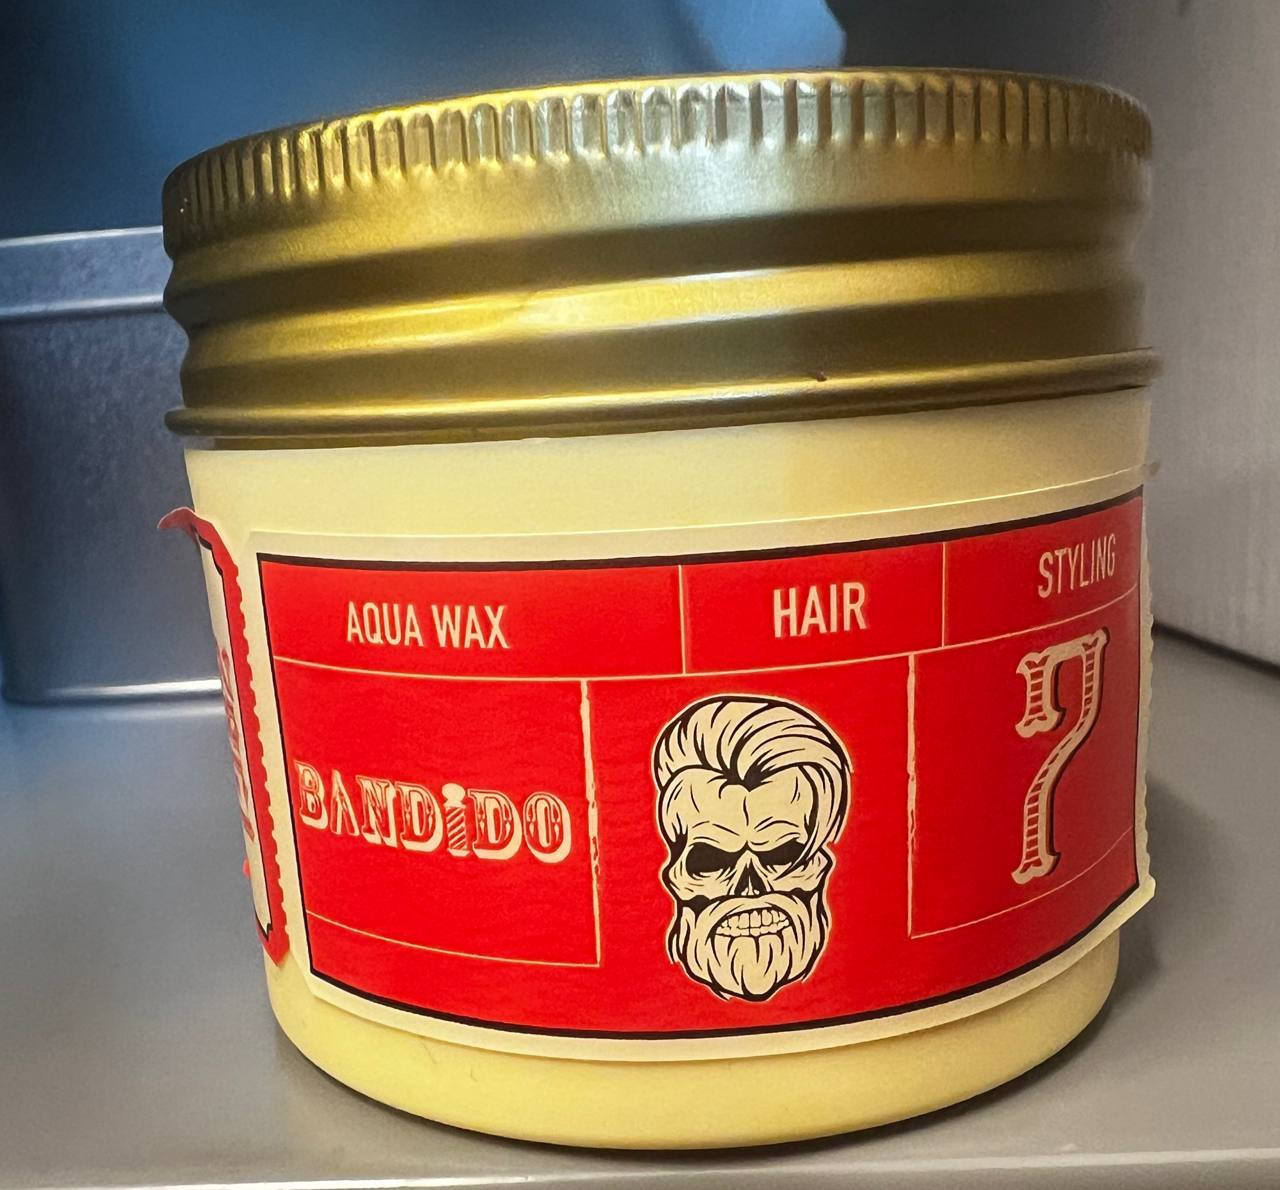 AQUA WAX
HAIR
STYLING
BANDiDO
7